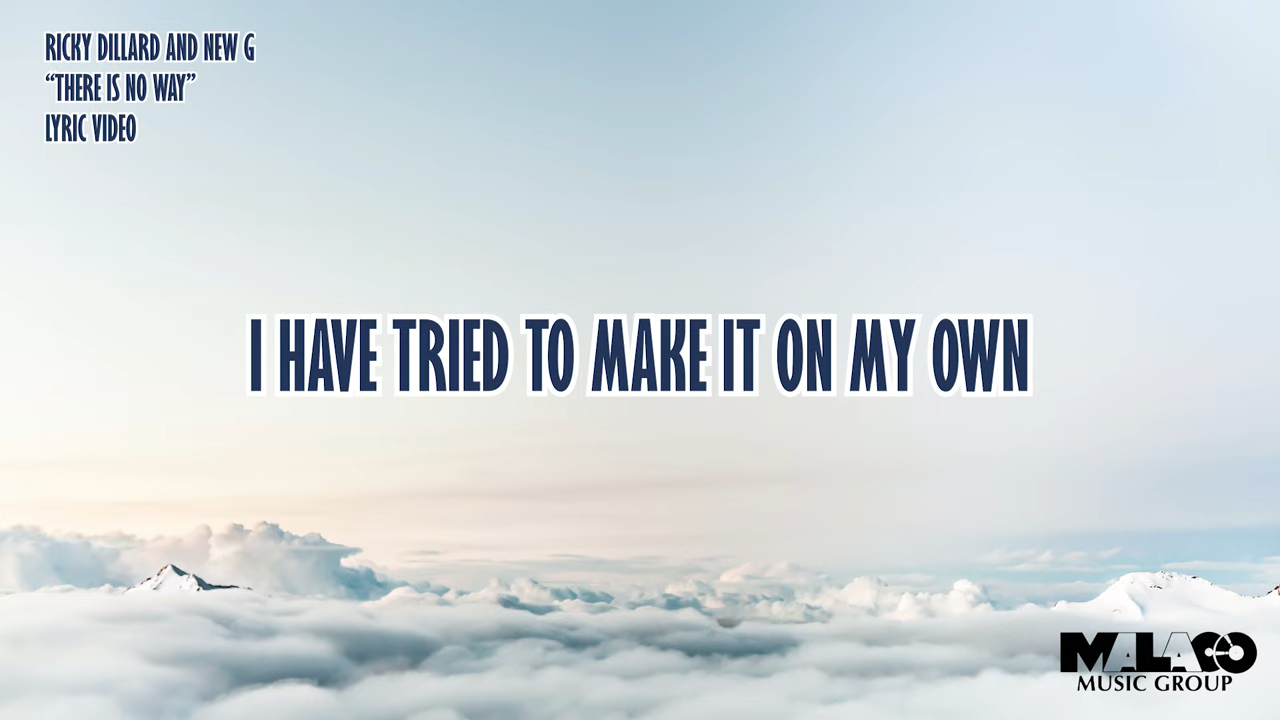 RICKY DILLARD AND NEW G
“THERE IS NO WAY”
LYRIC VIDEO
I HAVE TRIED TO MAKE IT ON MY OWN
MALACO
MUSIC GROUP